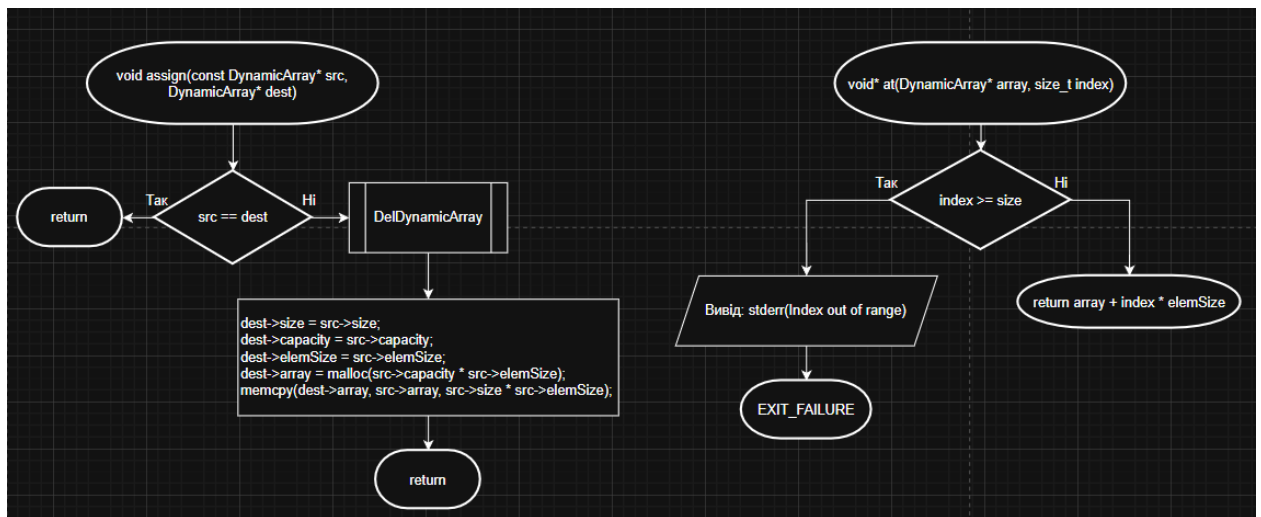 void assign(const DynamicArray* src,
DynamicArray* dest)
Так
src == dest
Ні
return
DelDynamicArray
dest->size = src->size;
dest->capacity = src->capacity;
dest->elemSize = src->elemSize;
dest->array = malloc(src->capacity * src->elemSize);
memcpy(dest->array, src->array, src->size * src->elemSize);
return
void* at(DynamicArray* array, size_t index)
Так
index >= size
Ні
Вивід: stderr(Index out of range)
return array + index * elemSize
EXIT_FAILURE